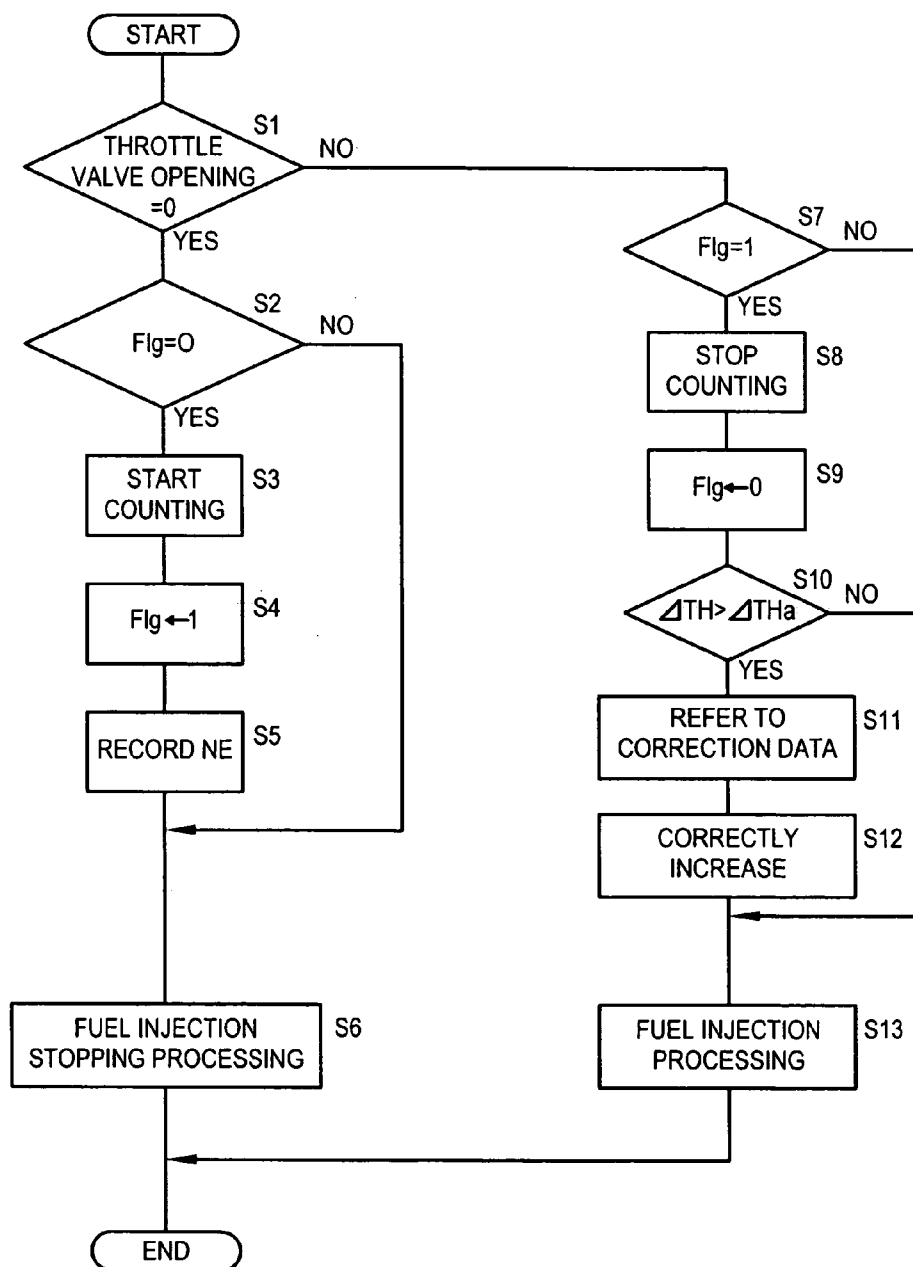 START
S1
THROTTLE
VALVE OPENING
=0
NO
YES
S2
Flg=O
NO
YES
START
COUNTING
S3
Flg←1
S4
RECORD NE
S5
FUEL INJECTION
STOPPING PROCESSING
S6
S7
Flg=1
NO
YES
STOP
COUNTING
S8
Flg←0
S9
S10
⊿TH> ⊿THa
NO
YES
REFER TO
CORRECTION DATA
S11
CORRECTLY
INCREASE
S12
FUEL INJECTION
PROCESSING
S13
END